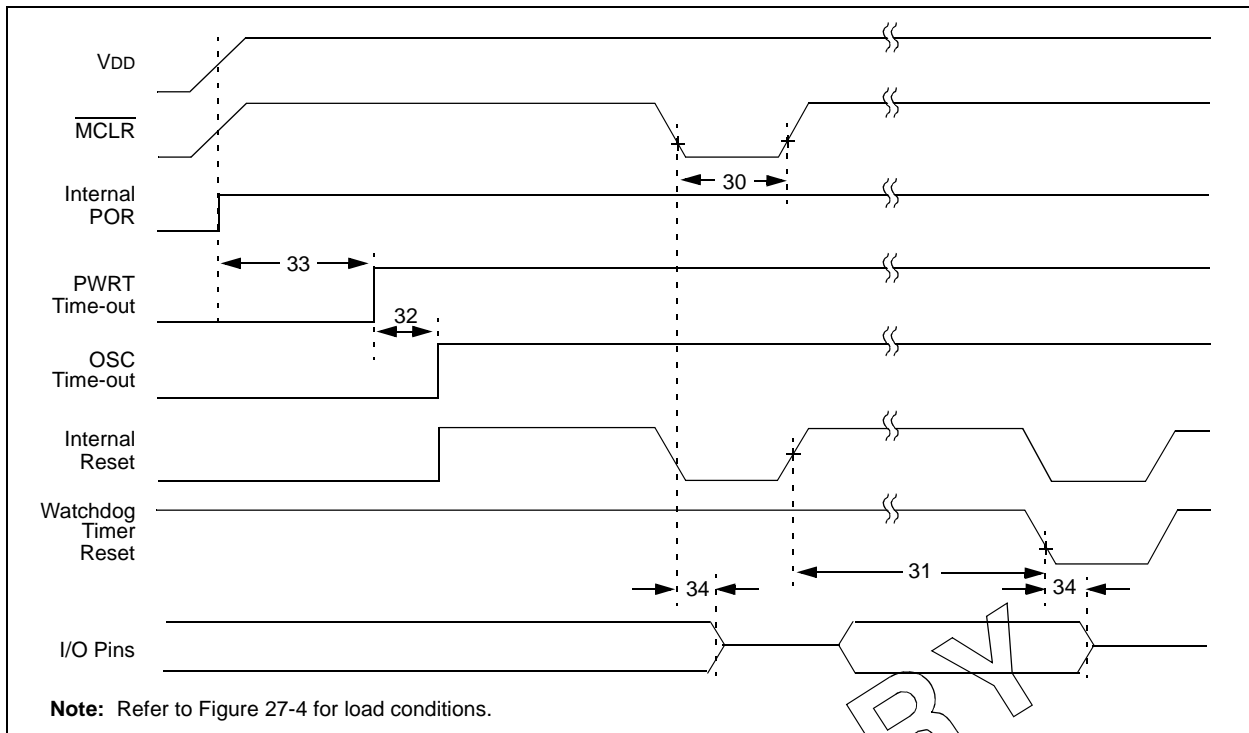 VDD
MCLR
30
Internal
POR
33
PWRT
Time-out
32
OSC
Time-out
Internal
Reset
Watchdog
Timer
Reset
31
34
34
I/O Pins
BY
Note: Refer to Figure 27-4 for load conditions.